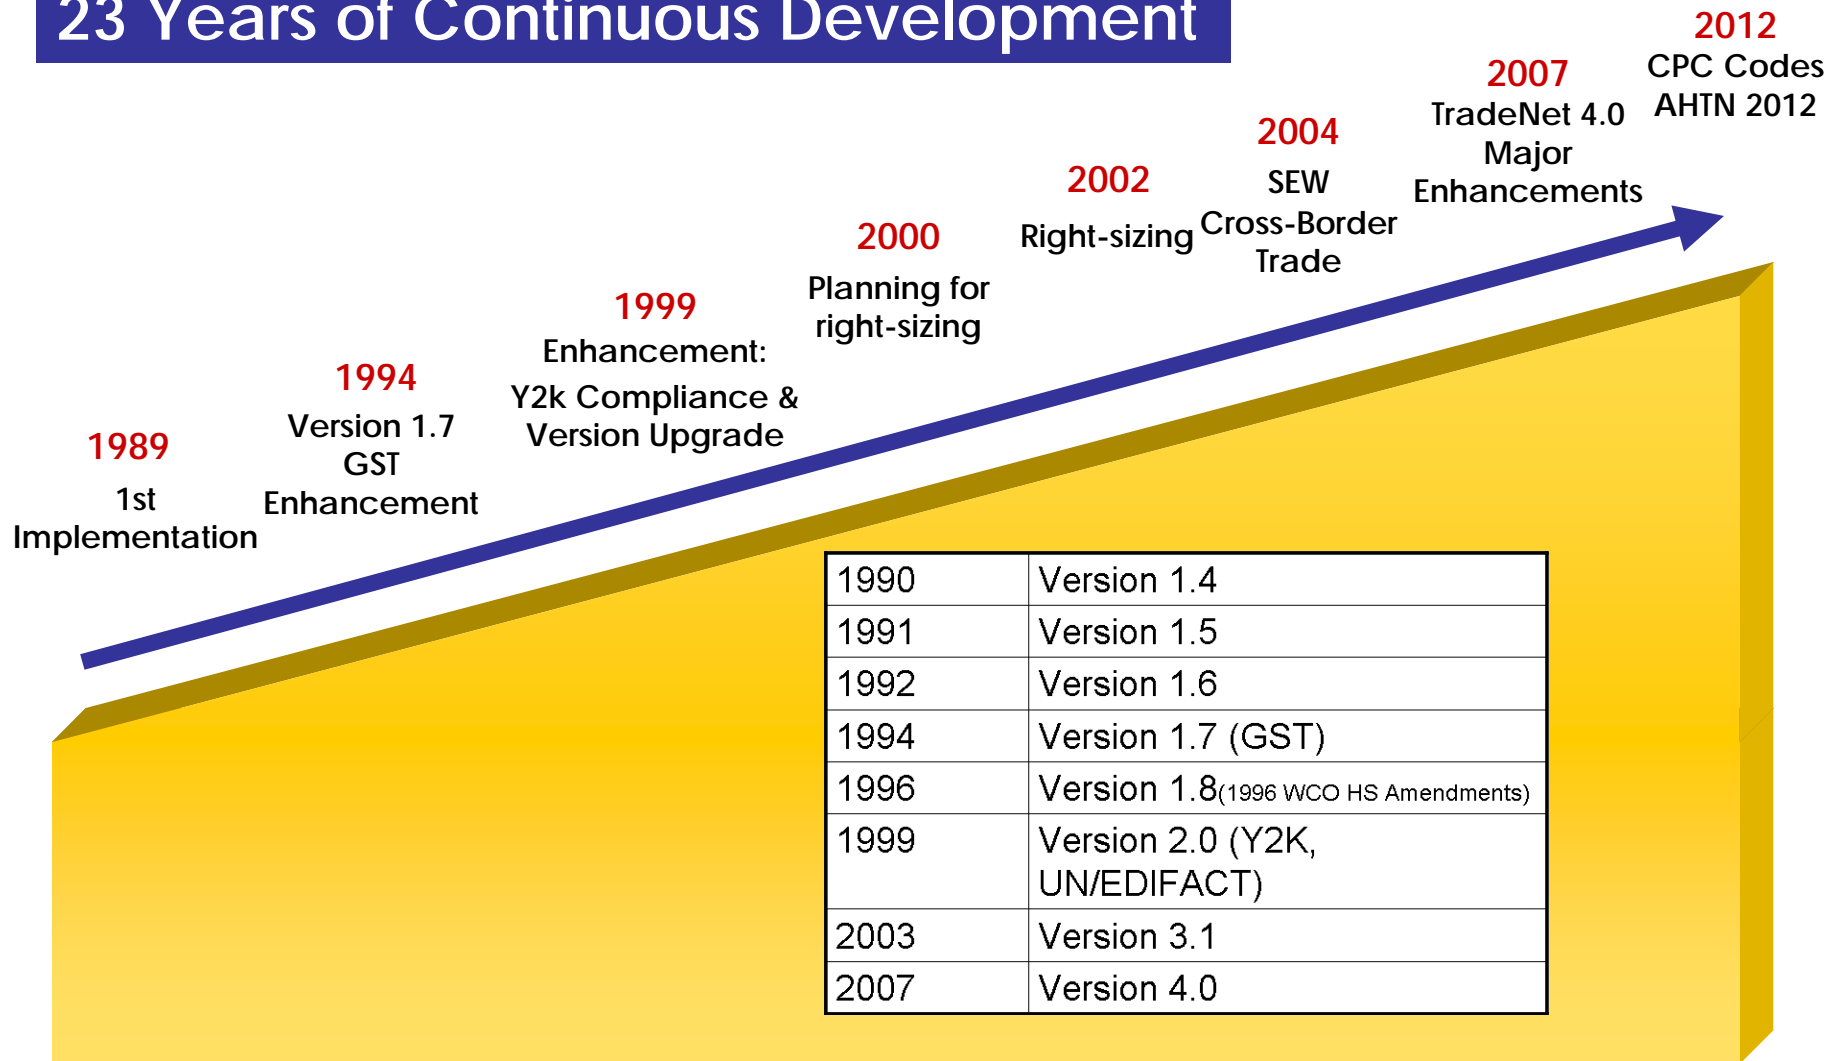 23 Years of Continuous Development
1989
1st
Implementation
1994
Version 1.7
GST
Enhancement
1999
Enhancement:
Y2k Compliance &
Version Upgrade
2000
Planning for
right-sizing
2002
Right-sizing
2004
SEW
Cross-Border
Trade
2007
TradeNet 4.0
Major
Enhancements
2012
CPC Codes
AHTN 2012
1990 Version 1.4
1991 Version 1.5
1992 Version 1.6
1994 Version 1.7 (GST)
1996 Version 1.8(1996 WCO HS Amendments)
1999 Version 2.0 (Y2K,
UN/EDIFACT)
2003 Version 3.1
2007 Version 4.0